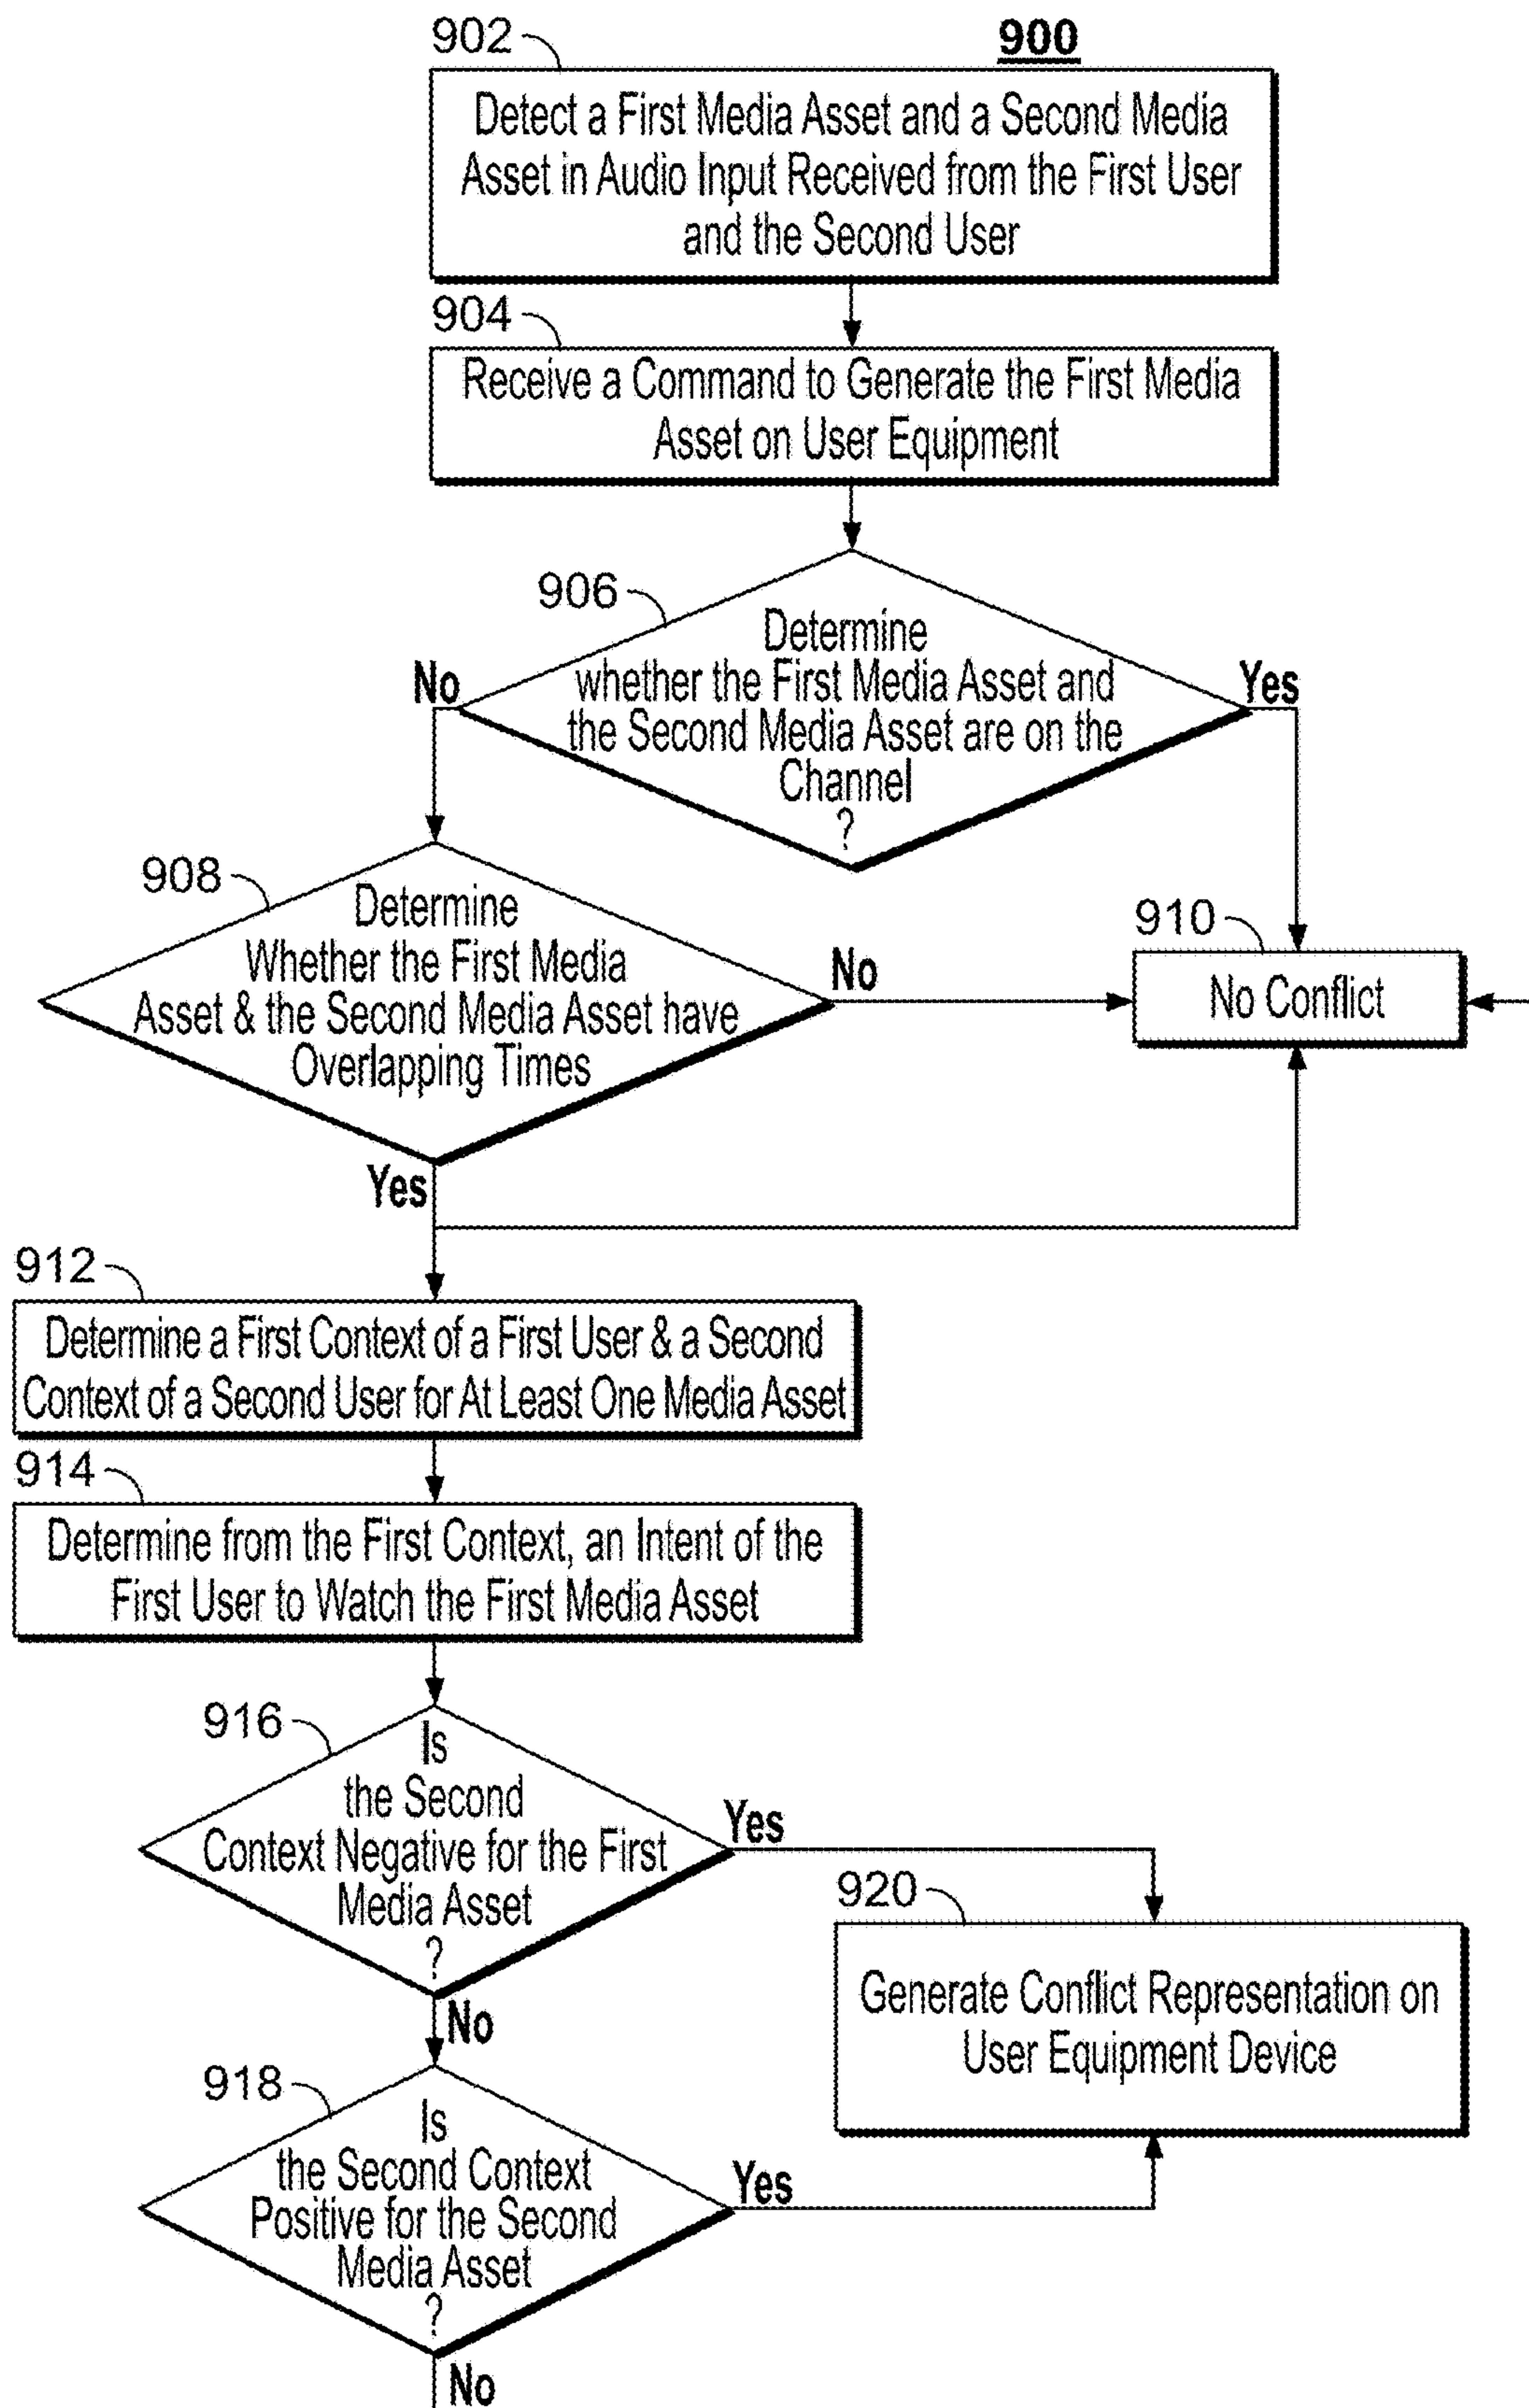 900
902
Detect a First Media Asset and a Second Media
Asset in Audio Input Received from the First User
and the Second User
904
Receive a Command to Generate the First Media
Asset on User Equipment
906
Determine
whether the First Media Asset and
the Second Media Asset are on the
Channel
?
No
Yes
908
Determine
Whether the First Media
Asset & the Second Media Asset have
Overlapping Times
No
Yes
910
No Conflict
912
Determine a First Context of a First User & a Second
Context of a Second User for At Least One Media Asset
914
Determine from the First Context, an Intent of the
First User to Watch the First Media Asset
916
Is
the Second
Context Negative for the First
Media Asset
?
Yes
No
920
Generate Conflict Representation on
User Equipment Device
918
Is
the Second Context
Positive for the Second
Media Asset
?
Yes
No